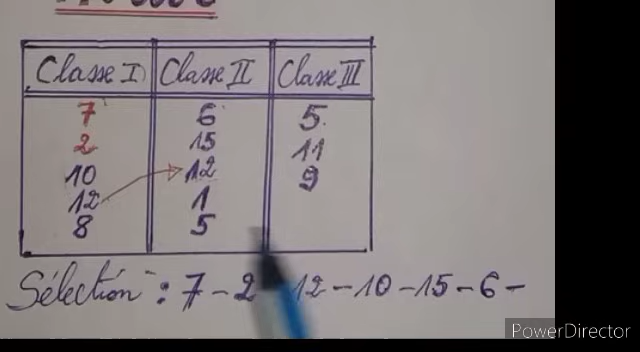 Classe I Classe II Classe III
7 6 5
2 15 11
10 12 9
12 1
8 5
Sélection : 7 - 2 12 - 10 - 15 - 6 -
PowerDirector